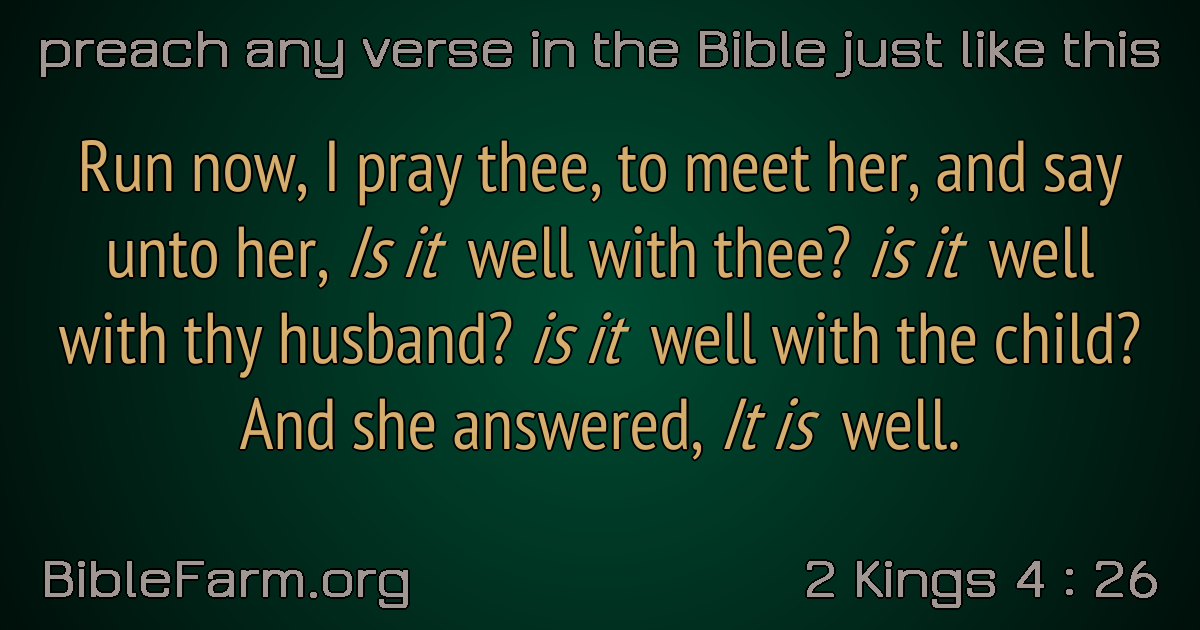 preach any verse in the Bible just like this
Run now, I pray thee, to meet her, and say
unto her, Is it well with thee? is it well
with thy husband? is it well with the child?
And she answered, It is well.
BibleFarm.org
2 Kings 4 : 26